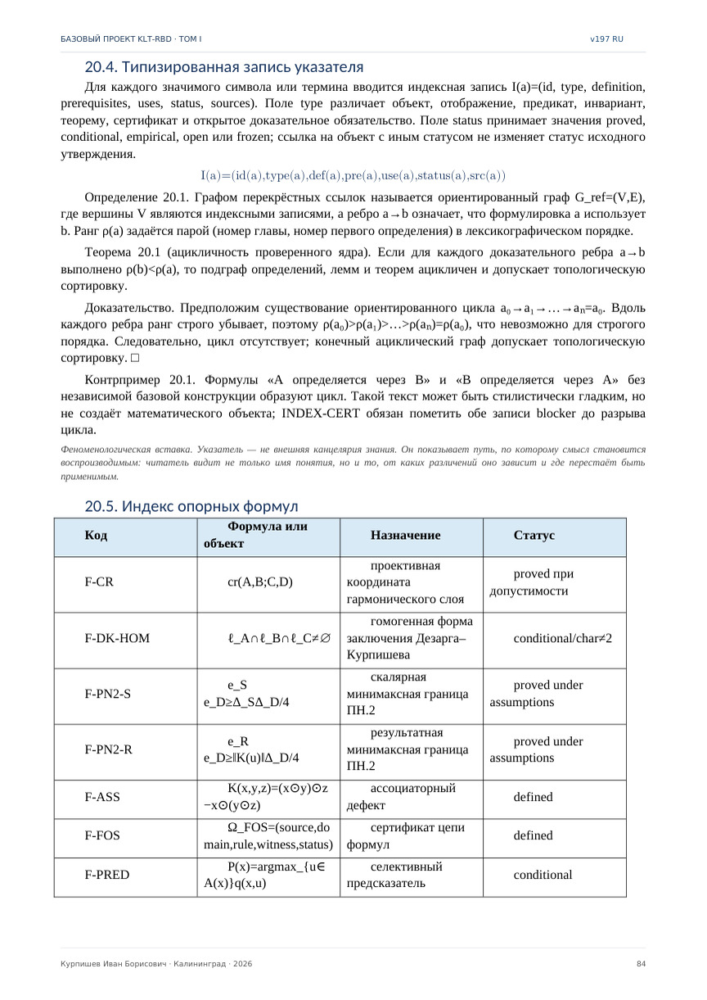 БАЗОВЫЙ ПРОЕКТ KLT-RBD · ТОМ I
v197 RU
20.4. Типизированная запись указателя
Для каждого значимого символа или термина вводится индексная запись I(a)=(id, type, definition,
prerequisites, uses, status, sources). Поле type различает объект, отображение, предикат, инвариант,
теорему, сертификат и открытое доказательное обязательство. Поле status принимает значения proved,
conditional, empirical, open или frozen; ссылка на объект с иным статусом не изменяет статус исходного
утверждения.
I(a)=(id(a),type(a),def(a),pre(a),use(a),status(a),src(a))
Определение 20.1. Графом перекрёстных ссылок называется ориентированный граф G_ref=(V,E),
где вершины V являются индексными записями, а ребро a→b означает, что формулировка a использует
b. Ранг ρ(a) задаётся парой (номер главы, номер первого определения) в лексикографическом порядке.
Теорема 20.1 (ацикличность проверенного ядра). Если для каждого доказательного ребра a→b
выполнено ρ(b)<ρ(a), то подграф определений, лемм и теорем ацикличен и допускает топологическую
сортировку.
Доказательство. Предположим существование ориентированного цикла a₀→a₁→…→aₙ=a₀. Вдоль
каждого ребра ранг строго убывает, поэтому ρ(a₀)>ρ(a₁)>…>ρ(aₙ)=ρ(a₀), что невозможно для строгого
порядка. Следовательно, цикл отсутствует; конечный ациклический граф допускает топологическую
сортировку. □
Контрпример 20.1. Формулы «A определяется через B» и «B определяется через A» без
независимой базовой конструкции образуют цикл. Такой текст может быть стилистически гладким, но
не создаёт математического объекта; INDEX-CERT обязан пометить обе записи blocker до разрыва
цикла.
Феноменологическая вставка. Указатель — не внешняя канцелярия знания. Он показывает путь, по которому смысл становится
воспроизводимым: читатель видит не только имя понятия, но и то, от каких различений оно зависит и где перестаёт быть
применимым.
20.5. Индекс опорных формул
Код
Формула или
объект
Назначение
Статус
F-CR
cr(A,B;C,D)
проективная
координата
гармонического слоя
proved при
допустимости
F-DK-HOM
ℓ_A∩ℓ_B∩ℓ_C≠∅
гомогенная форма
заключения Дезарга–
Курпишева
conditional/char≠2
F-PN2-S
e_S
e_D≥Δ_SΔ_D/4
скалярная
минимаксная граница
ПН.2
proved under
assumptions
F-PN2-R
e_R
e_D≥‖K(u)‖Δ_D/4
результатная
минимаксная граница
ПН.2
proved under
assumptions
F-ASS
K(x,y,z)=(x⊙y)⊙z
−x⊙(y⊙z)
ассоциаторный
дефект
defined
F-FOS
Ω_FOS=(source,do
main,rule,witness,status)
сертификат цепи
формул
defined
F-PRED
P(x)=argmax_{u∈
A(x)}q(x,u)
селективный
предсказатель
conditional
Курпишев Иван Борисович · Калининград · 2026
84